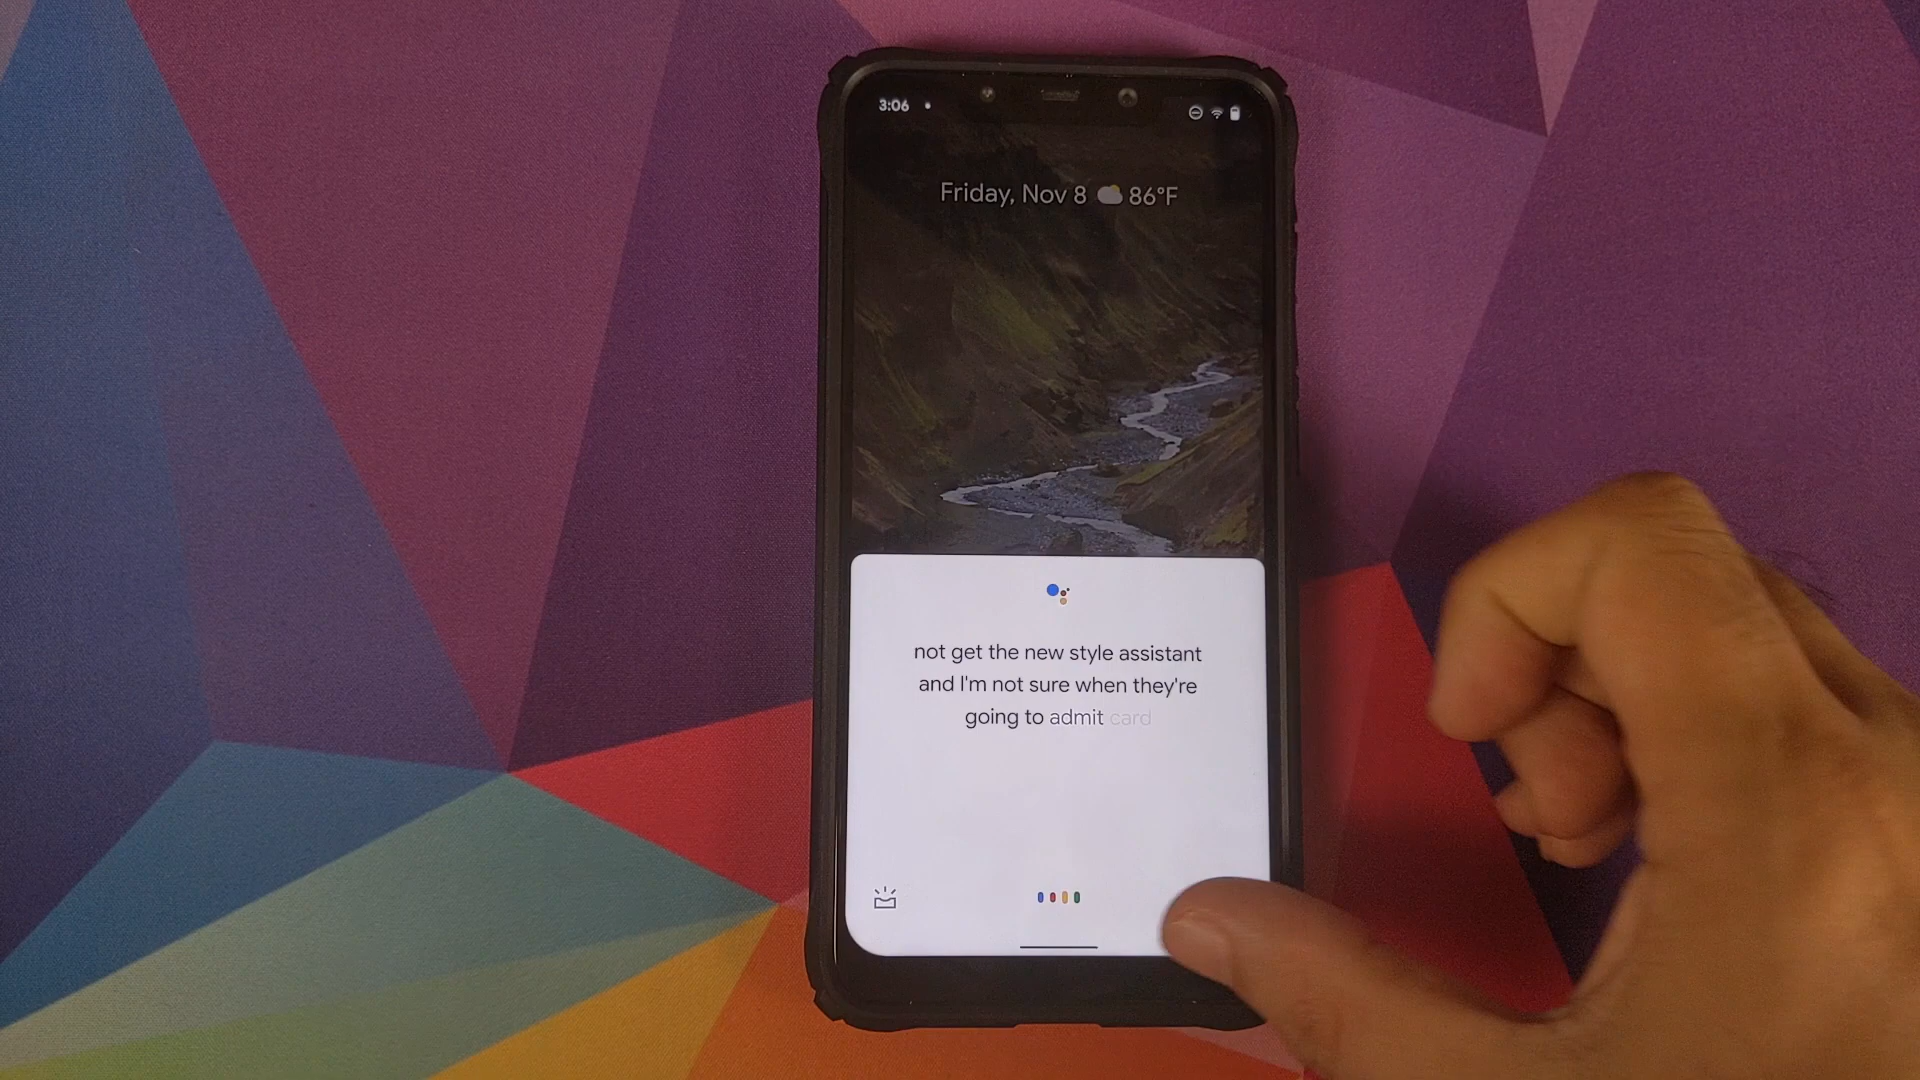 3:06
Friday, Nov 8 86°F
not get the new style assistant
and I'm not sure when they're
going to admit card